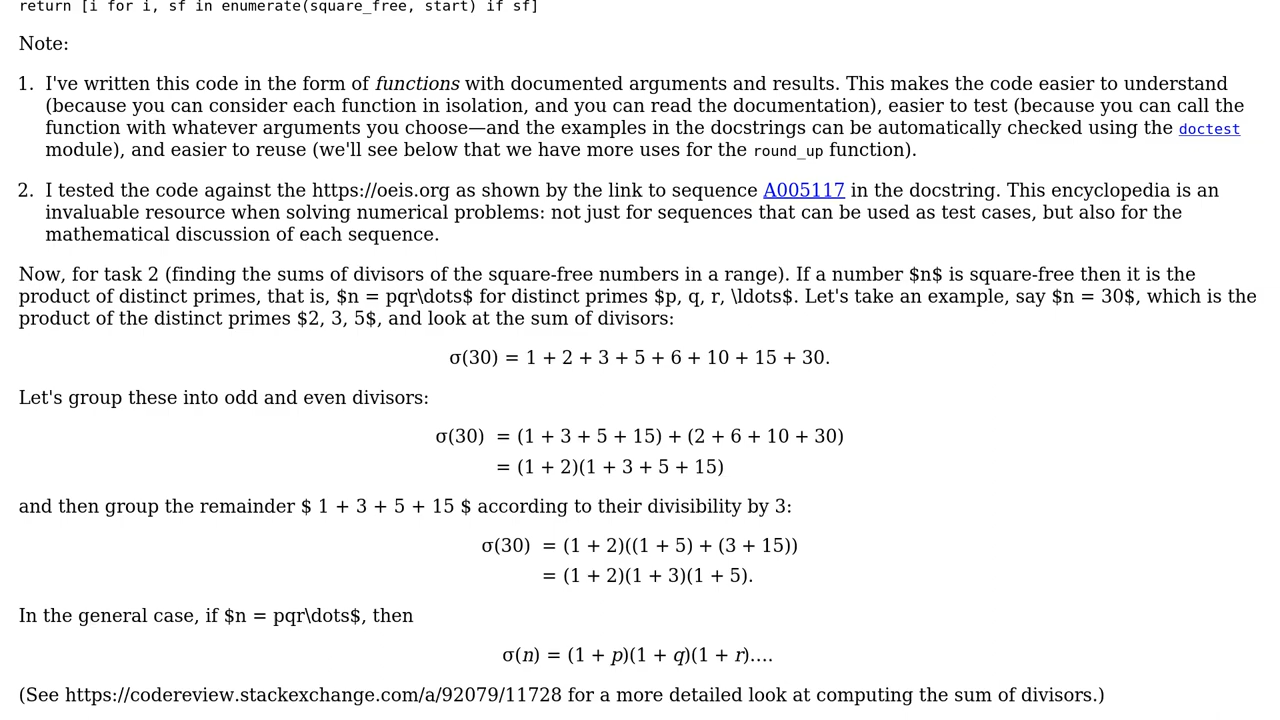 return [i for i, sf in enumerate(square_free, start) if sf]
Note:
1. I've written this code in the form of functions with documented arguments and results. This makes the code easier to understand
(because you can consider each function in isolation, and you can read the documentation), easier to test (because you can call the
function with whatever arguments you choose—and the examples in the docstrings can be automatically checked using the doctest
module), and easier to reuse (we'll see below that we have more uses for the round_up function).
2. I tested the code against the https://oeis.org as shown by the link to sequence A005117 in the docstring. This encyclopedia is an
invaluable resource when solving numerical problems: not just for sequences that can be used as test cases, but also for the
mathematical discussion of each sequence.
Now, for task 2 (finding the sums of divisors of the square-free numbers in a range). If a number $n$ is square-free then it is the
product of distinct primes, that is, $n = pqr\dots$ for distinct primes $p, q, r, \ldots$. Let's take an example, say $n = 30$, which is the
product of the distinct primes $2, 3, 5$, and look at the sum of divisors:
σ(30) = 1 + 2 + 3 + 5 + 6 + 10 + 15 + 30.
Let's group these into odd and even divisors:
σ(30) = (1 + 3 + 5 + 15) + (2 + 6 + 10 + 30)
= (1 + 2)(1 + 3 + 5 + 15)
and then group the remainder $ 1 + 3 + 5 + 15 $ according to their divisibility by 3:
σ(30) = (1 + 2)((1 + 5) + (3 + 15))
= (1 + 2)(1 + 3)(1 + 5).
In the general case, if $n = pqr\dots$, then
σ(n) = (1 + p)(1 + q)(1 + r)….
(See https://codereview.stackexchange.com/a/92079/11728 for a more detailed look at computing the sum of divisors.)